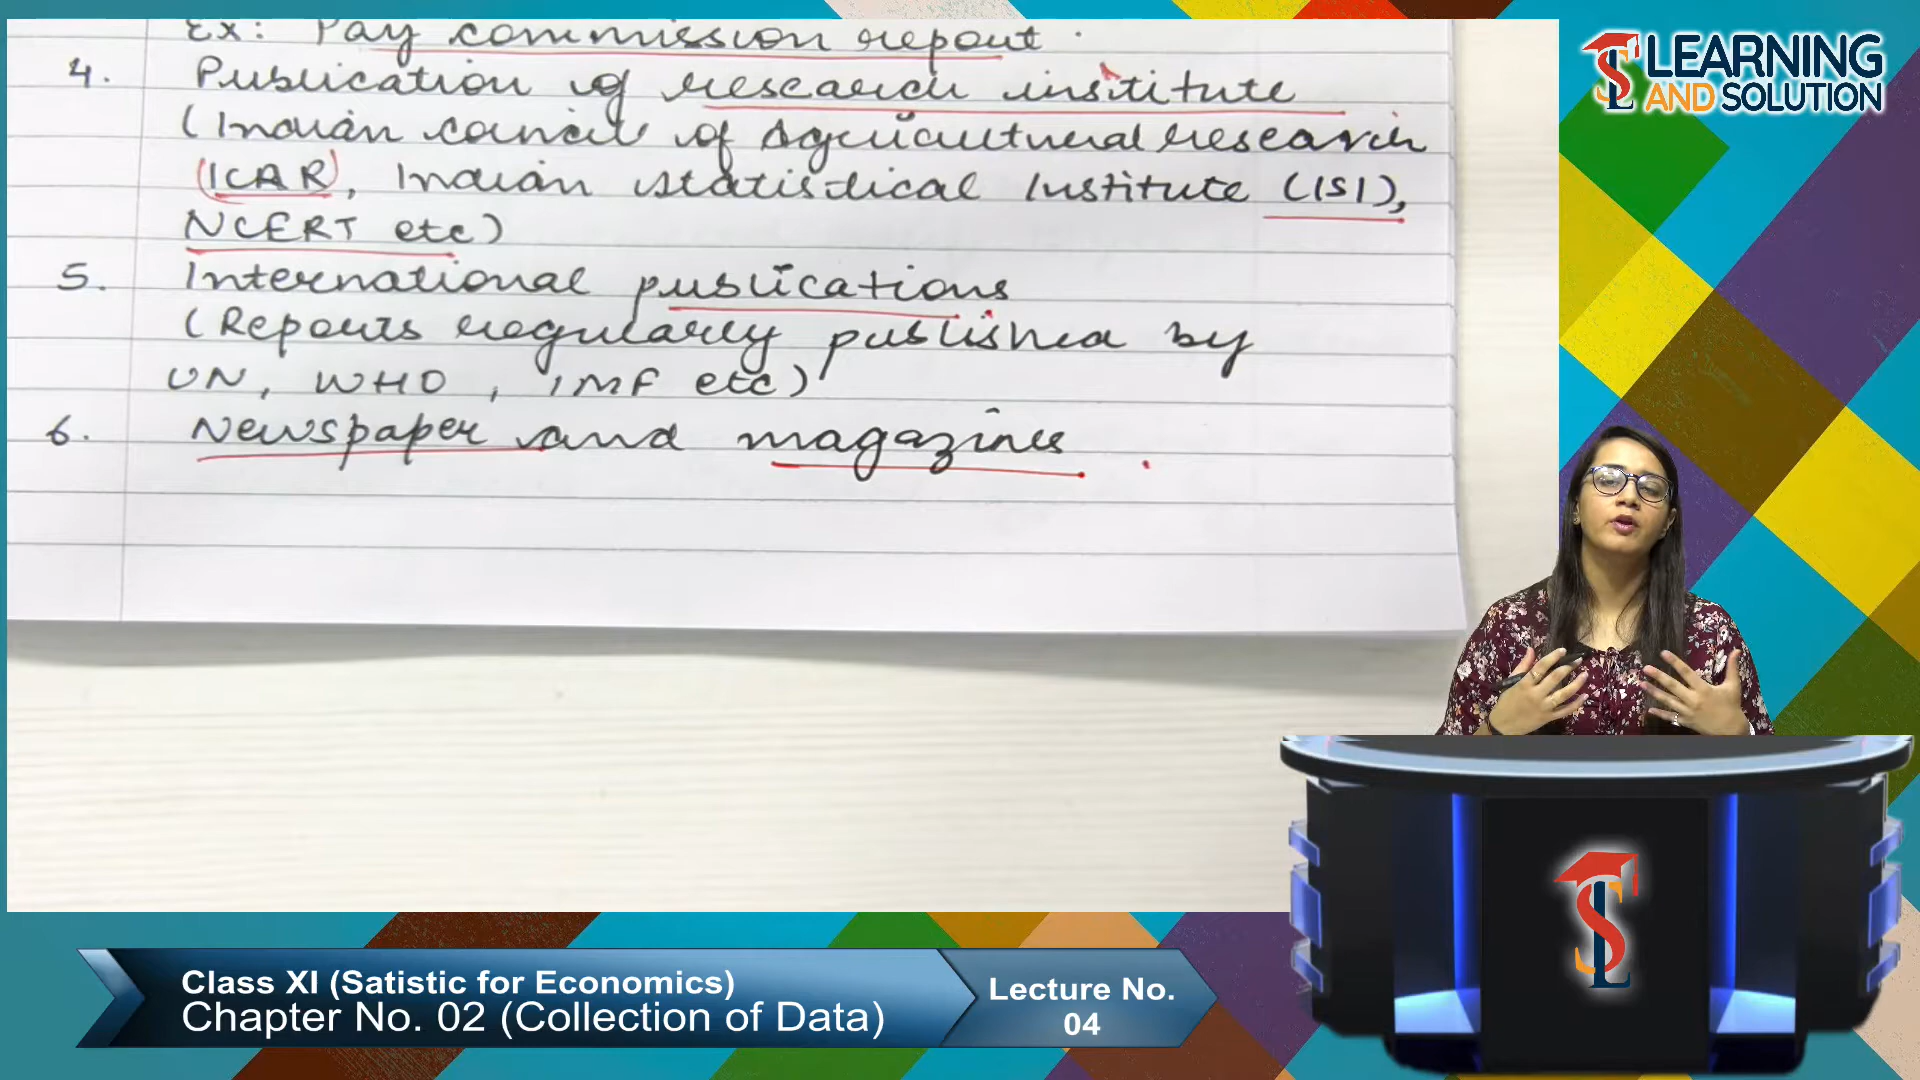 Ex: Pay commission report.
4. Publication of research institute
(Indian council of Agricultural research
(ICAR), Indian statistical Institute (ISI),
NCERT etc)
5. International publications
(Reports regularly published by
UN, WHO, IMF etc)
6. Newspaper and magazines
LEARNING
AND SOLUTION
Class XI (Satistic for Economics)
Chapter No. 02 (Collection of Data)
Lecture No.
04